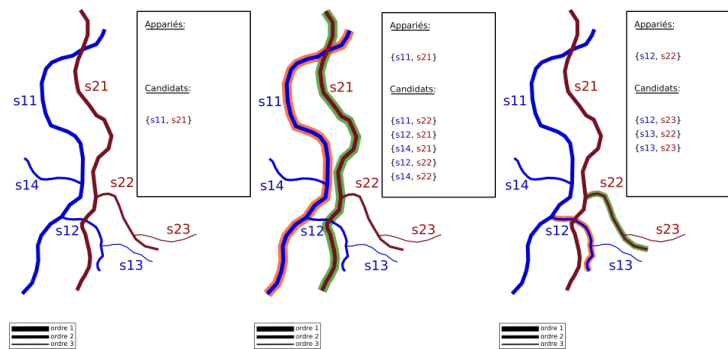 Appariés:
Candidats:
{s11, s21}
s11
s21
s14
s22
s12
s23
s13
ordre 1
ordre 2
ordre 3
Appariés:
{s11, s21}
Candidats:
{s11, s22}
{s12, s21}
{s14, s21}
{s12, s22}
{s14, s22}
s11
s21
s14
s22
s12
s23
s13
ordre 1
ordre 2
ordre 3
Appariés:
{s12, s22}
Candidats:
{s12, s23}
{s13, s22}
{s13, s23}
s11
s21
s14
s22
s12
s23
s13
ordre 1
ordre 2
ordre 3